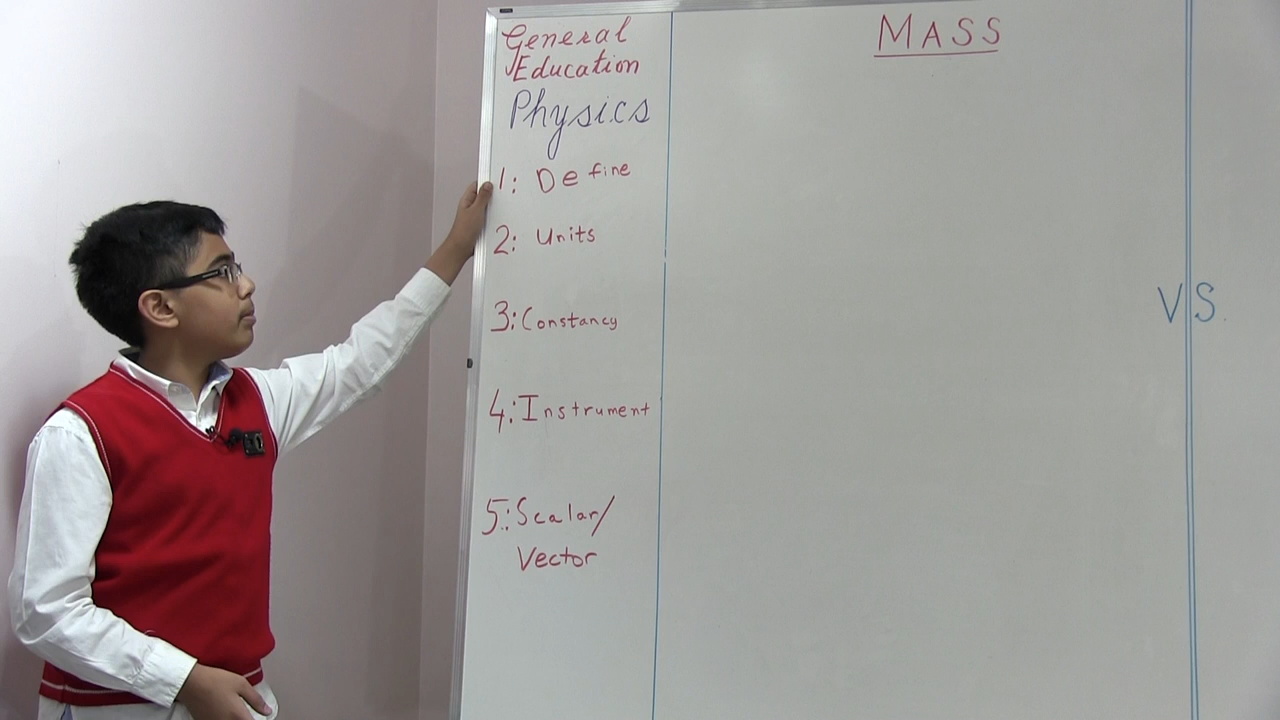 General
Education
Physics
1: Define
2: Units
3: Constancy
4: Instrument
5: Scalar/
Vector
MASS
VS.